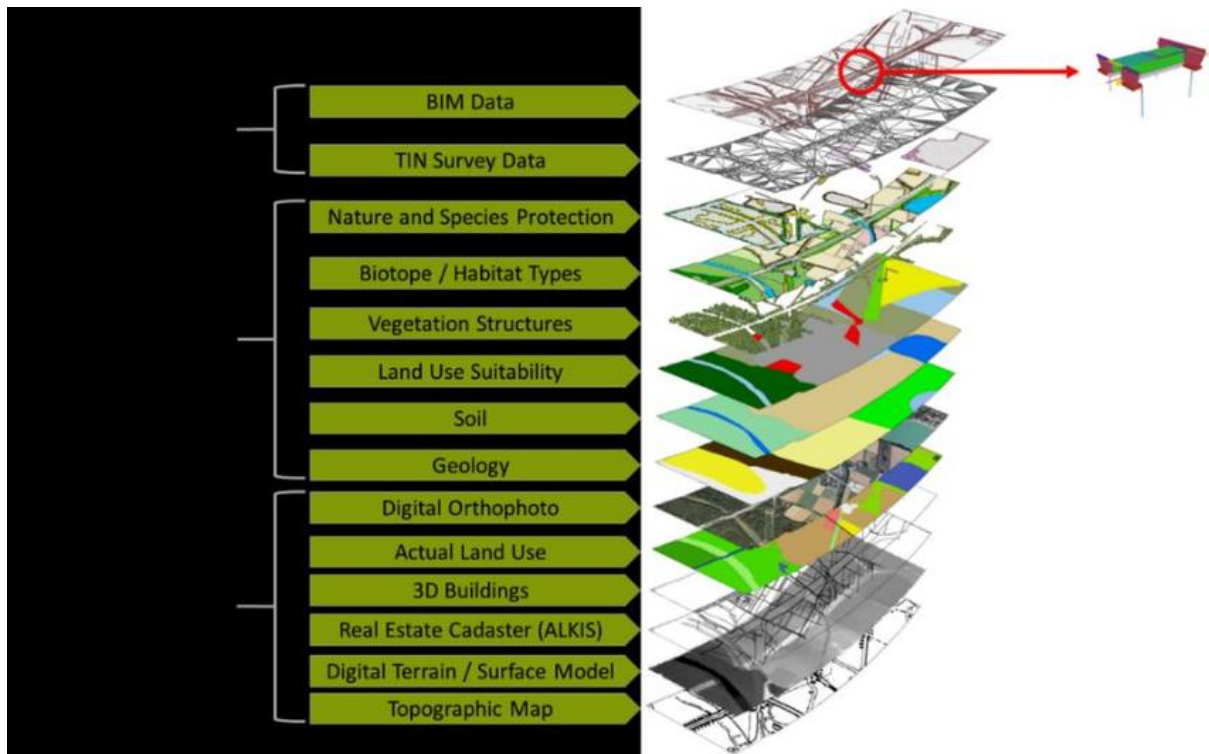 BIM Data
TIN Survey Data
Nature and Species Protection
Biotope / Habitat Types
Vegetation Structures
Land Use Suitability
Soil
Geology
Digital Orthophoto
Actual Land Use
3D Buildings
Real Estate Cadaster (ALKIS)
Digital Terrain / Surface Model
Topographic Map